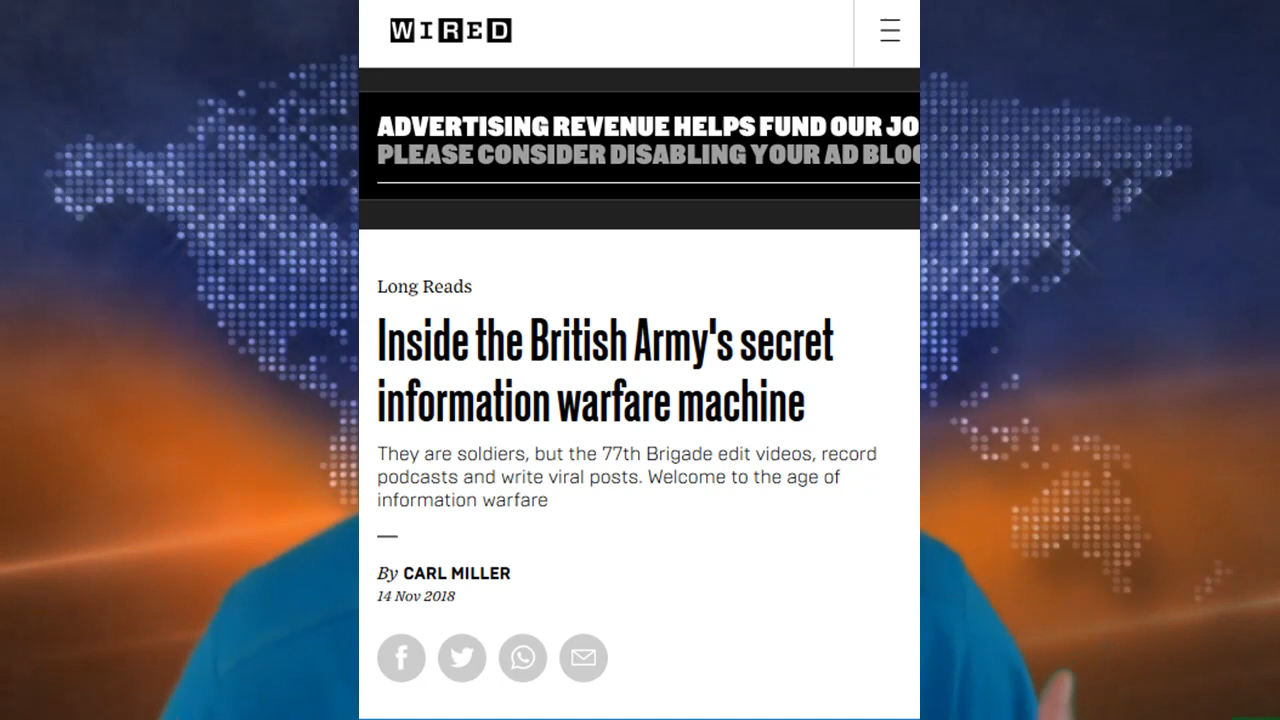 WIRED
ADVERTISING REVENUE HELPS FUND OUR JO
PLEASE CONSIDER DISABLING YOUR AD BLO
Long Reads
Inside the British Army's secret
information warfare machine
They are soldiers, but the 77th Brigade edit videos, record
podcasts and write viral posts. Welcome to the age of
information warfare
By CARL MILLER
14 Nov 2018